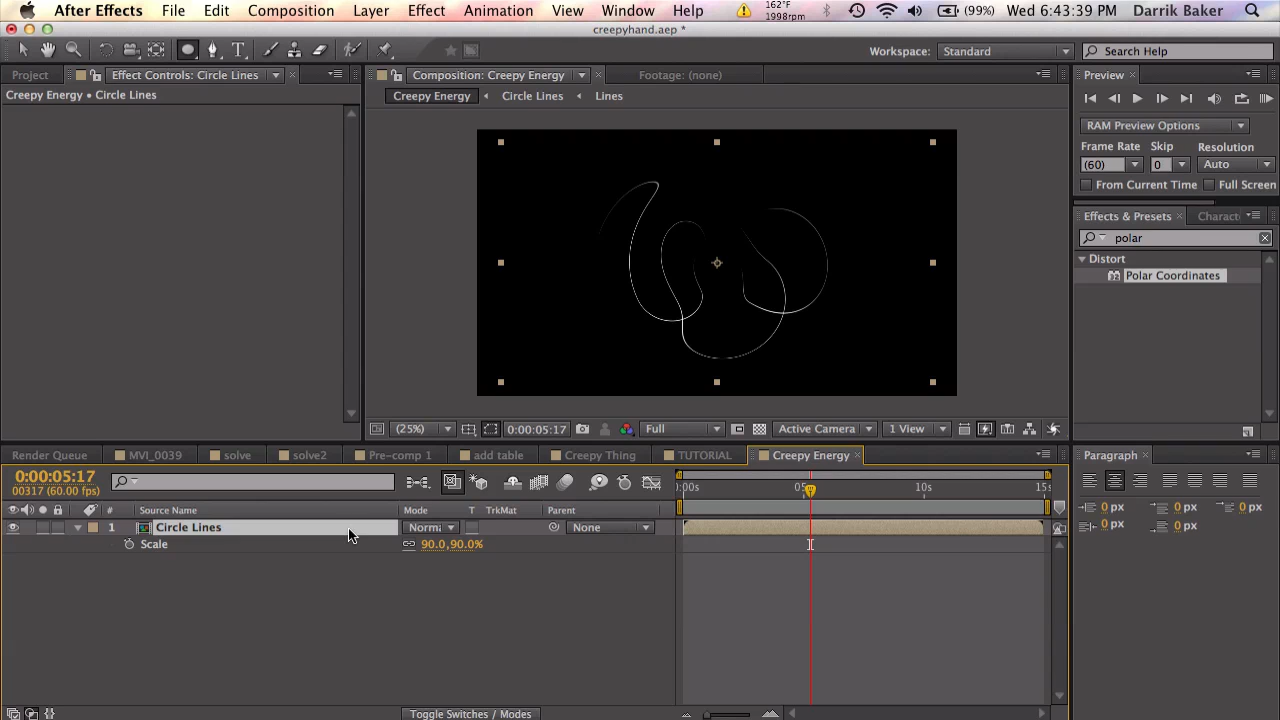 After Effects File Edit Composition Layer Effect Animation View Window Help 162°F 1998rpm (99%) Wed 6:43:39 PM Darrik Baker
creepyhand.aep *
T Workspace: Standard Search Help
Project Effect Controls: Circle Lines Composition: Creepy Energy Footage: (none) Preview
Creepy Energy • Circle Lines Creepy Energy Circle Lines Lines
RAM Preview Options
Frame Rate Skip Resolution
(60) 0 Auto
From Current Time Full Screen
Effects & Presets Charact
polar
Distort
Polar Coordinates
(25%) 0:00:05:17 Full Active Camera 1 View
Render Queue MVI_0039 solve solve2 Pre-comp 1 add table Creepy Thing TUTORIAL Creepy Energy Paragraph
0:00:05:17
00317 (60.00 fps)
):00s 05s 10s 15s
# Source Name Mode T TrkMat Parent
1 Circle Lines Norma None
Scale 90.0,90.0%
0 px 0 px 0 px
0 px 0 px
Toggle Switches / Modes